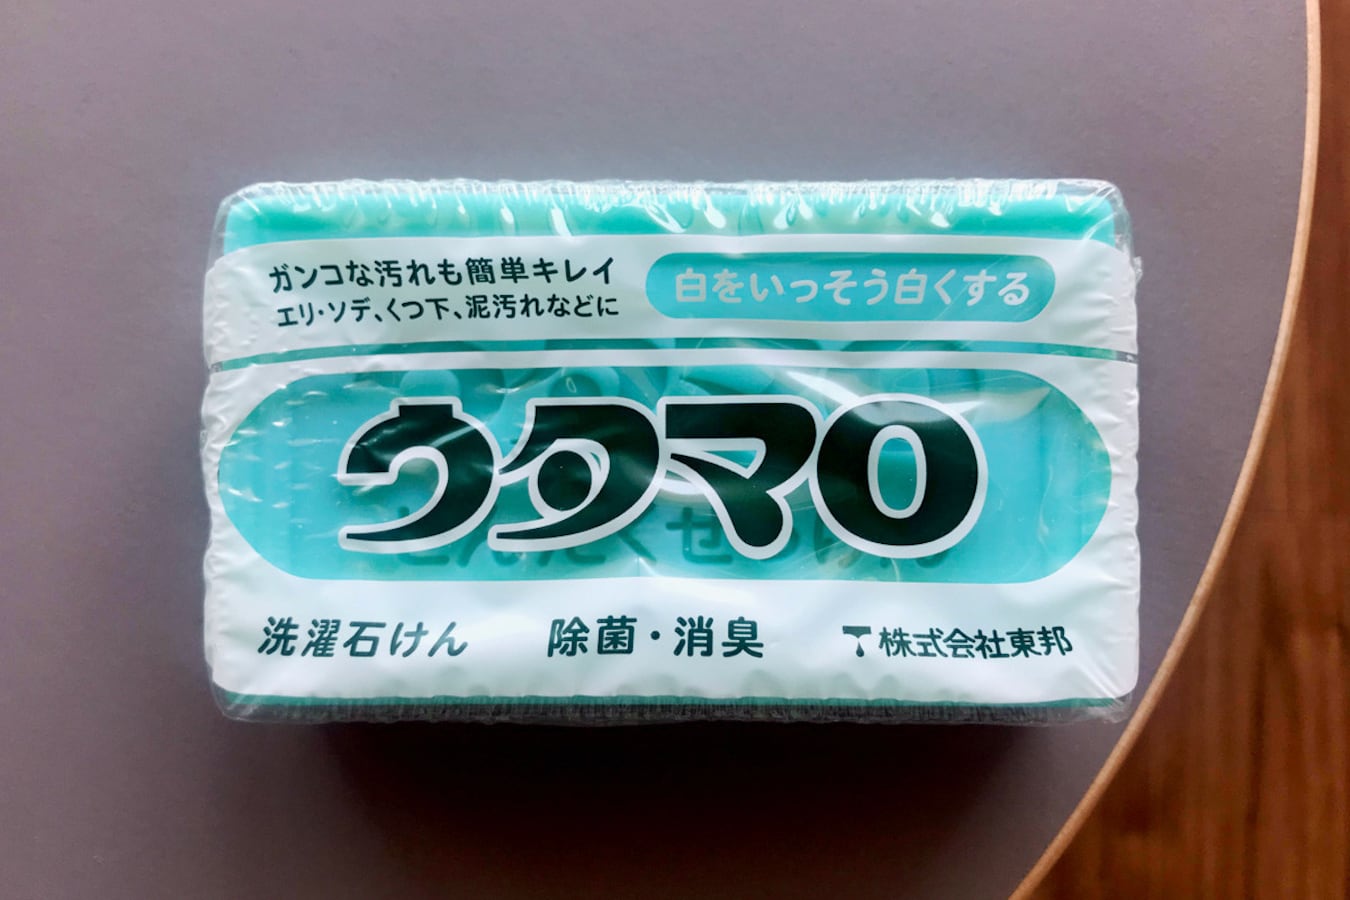 ガンコな汚れも簡単キレイ
エリ・ソデ、くつ下、泥汚れなどに
白をいっそう白くする
ウタマロ
洗濯石けん
除菌・消臭
株式会社東邦